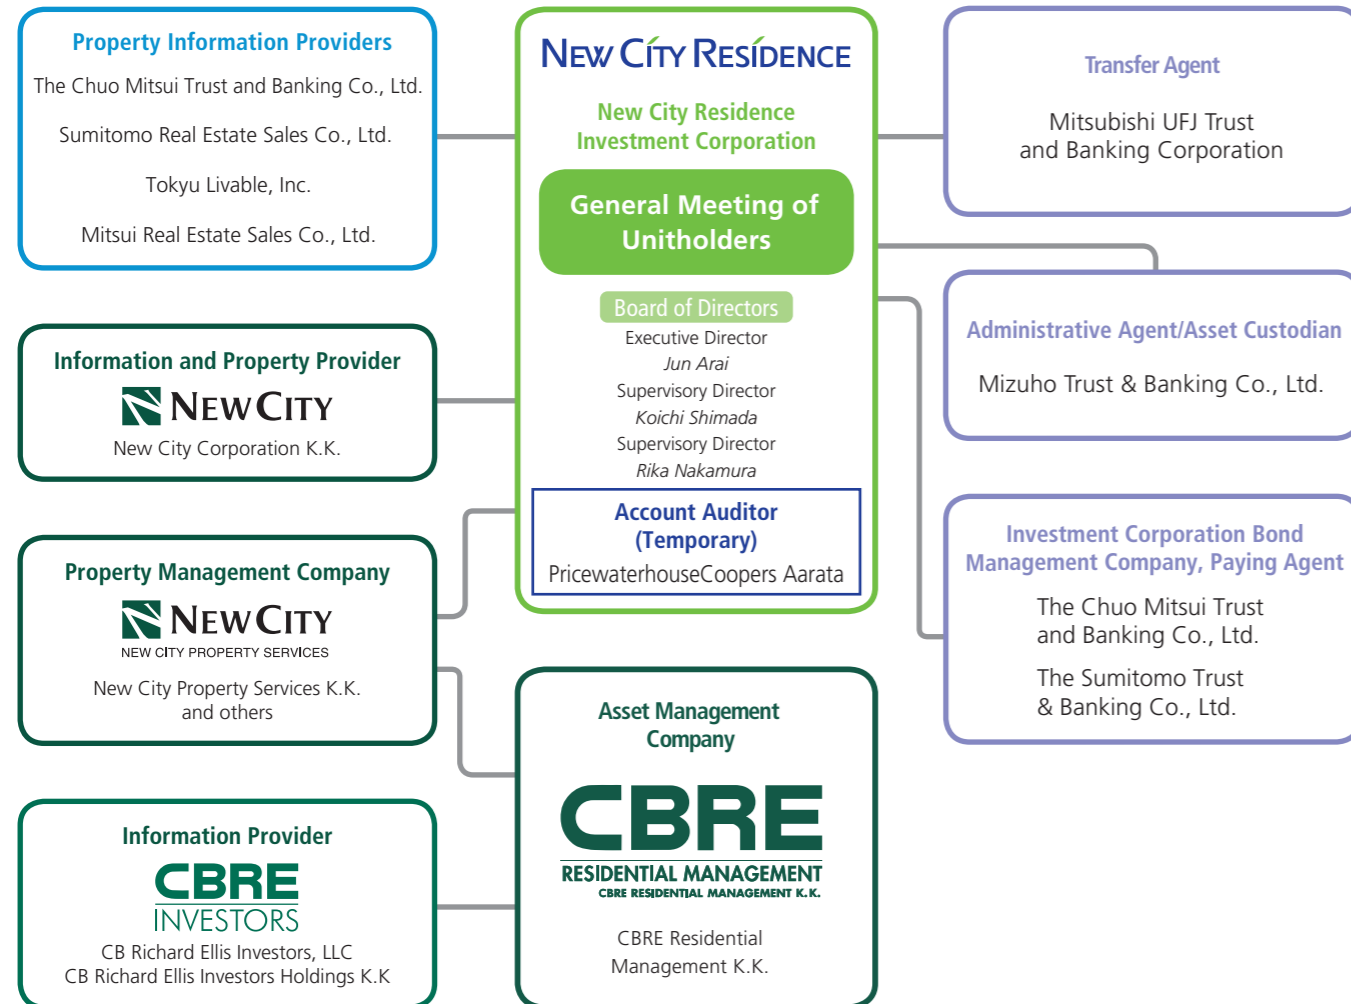 Property Information Providers
The Chuo Mitsui Trust and Banking Co., Ltd.
Sumitomo Real Estate Sales Co., Ltd.
Tokyu Livable, Inc.
Mitsui Real Estate Sales Co., Ltd.
Information and Property Provider
NEW CITY
New City Corporation K.K.
Property Management Company
NEW CITY
NEW CITY PROPERTY SERVICES
New City Property Services K.K.
and others
Information Provider
CBRE
INVESTORS
CB Richard Ellis Investors, LLC
CB Richard Ellis Investors Holdings K.K
NEW CITY RESIDENCE
New City Residence
Investment Corporation
General Meeting of
Unitholders
Board of Directors
Executive Director
Jun Arai
Supervisory Director
Koichi Shimada
Supervisory Director
Rika Nakamura
Account Auditor
(Temporary)
PricewaterhouseCoopers Aarata
Asset Management
Company
CBRE
RESIDENTIAL MANAGEMENT
CBRE RESIDENTIAL MANAGEMENT K.K.
CBRE Residential
Management K.K.
Transfer Agent
Mitsubishi UFJ Trust
and Banking Corporation
Administrative Agent/Asset Custodian
Mizuho Trust & Banking Co., Ltd.
Investment Corporation Bond
Management Company, Paying Agent
The Chuo Mitsui Trust
and Banking Co., Ltd.
The Sumitomo Trust
& Banking Co., Ltd.